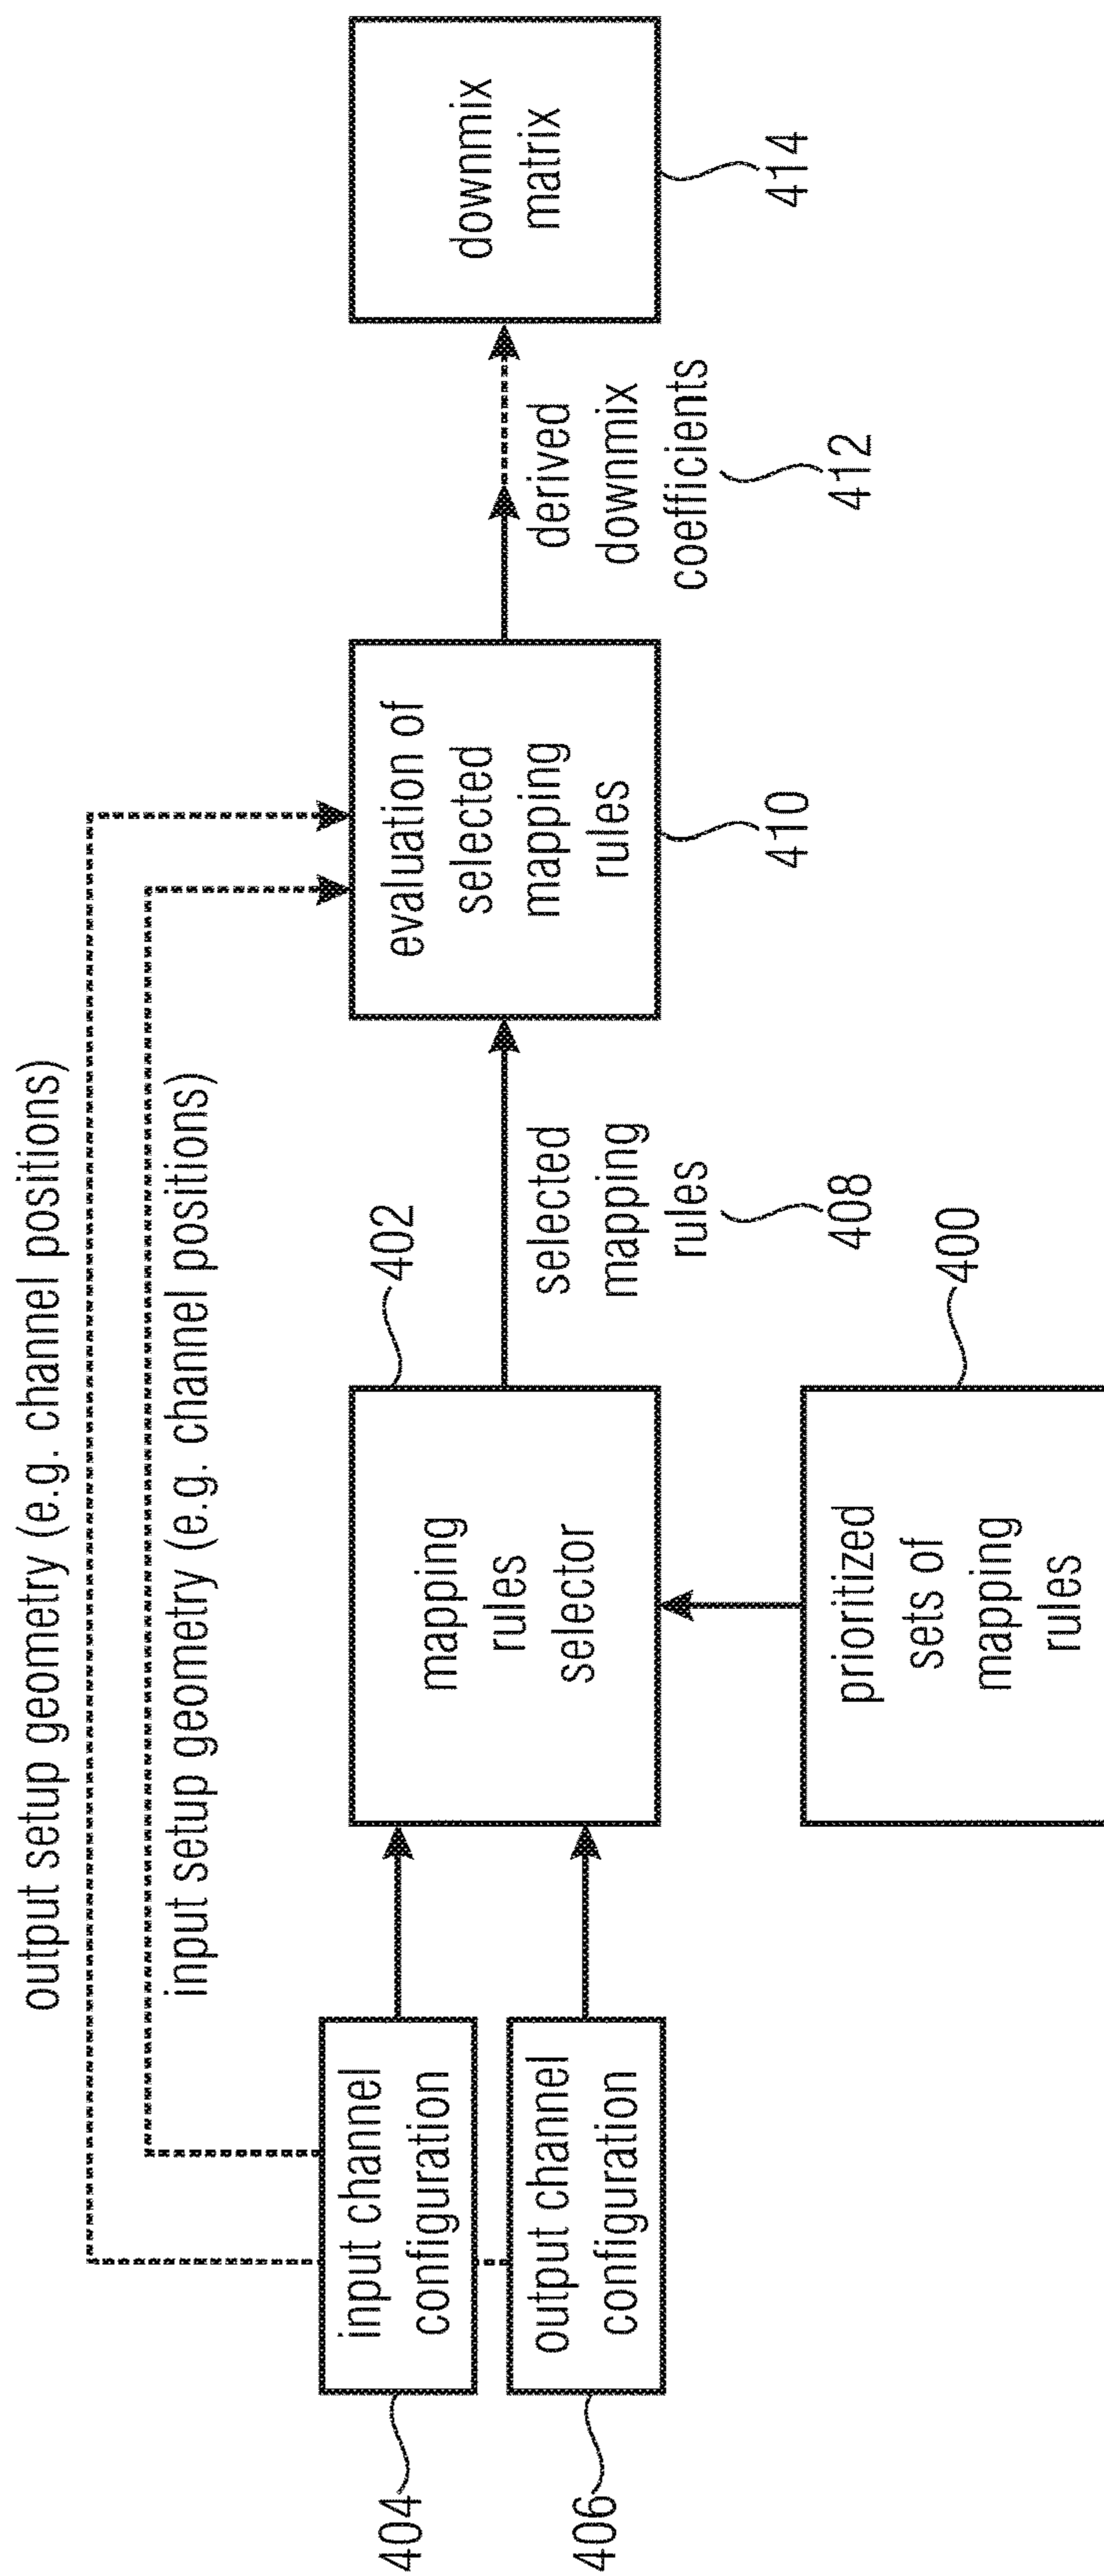 output setup geometry (e.g. channel positions)
input setup geometry (e.g. channel positions)
404
input channel
configuration
406
output channel
configuration
402
mapping
rules
selector
400
prioritized
sets of
mapping
rules
selected
mapping
rules
408
evaluation of
selected
mapping
rules
410
derived
downmix
coefficients
412
downmix
matrix
414